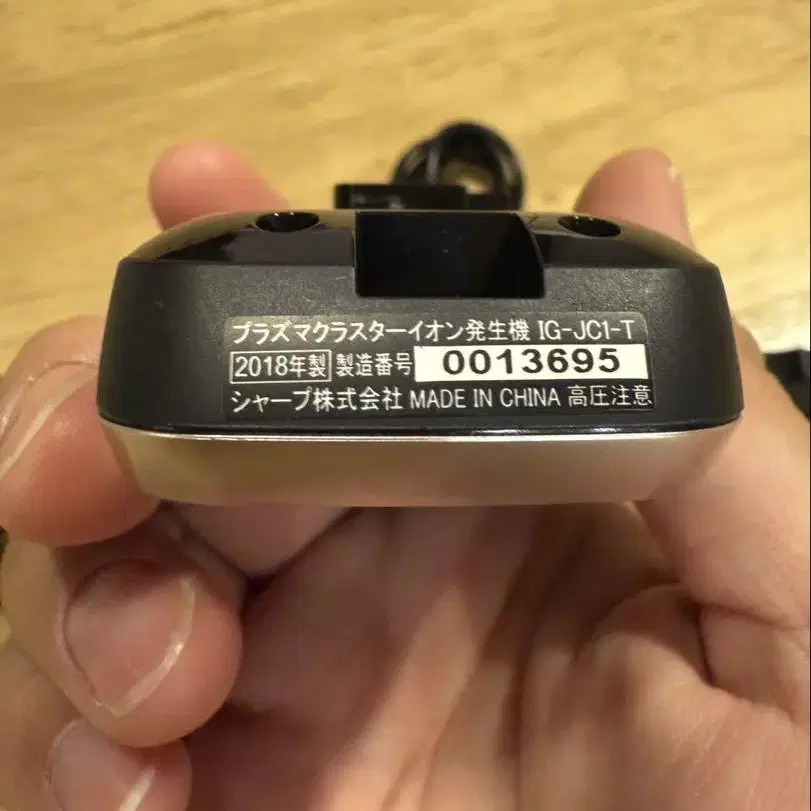 プラズマクラスターイオン発生機 IG-JC1-T
2018年製 製造番号 0013695
シャープ株式会社 MADE IN CHINA 高圧注意